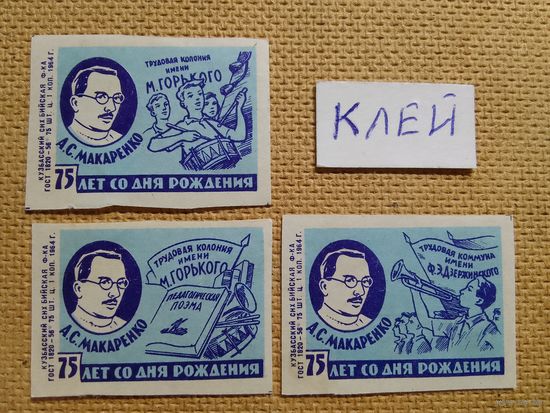 КУЗБАССКИЙ СНХ БИЙСКАЯ Ф-КА
ГОСТ 1820-56 75 ШТ. Ц. 1 КОП. 1964 Г.
ТРУДОВАЯ КОЛОНИЯ
ИМЕНИ
М. ГОРЬКОГО
А.С. МАКАРЕНКО
75 ЛЕТ СО ДНЯ РОЖДЕНИЯ
КЛЕЙ
КУЗБАССКИЙ СНХ БИЙСКАЯ Ф-КА
ГОСТ 1820-56 75 ШТ. Ц. 1 КОП. 1964 Г.
ТРУДОВАЯ КОЛОНИЯ
ИМЕНИ
М. ГОРЬКОГО
ПЕДАГОГИЧЕСКАЯ
ПОЭМА
А.С. МАКАРЕНКО
75 ЛЕТ СО ДНЯ РОЖДЕНИЯ
КУЗБАССКИЙ СНХ БИЙСКАЯ Ф-КА
ГОСТ 1820-56 75 ШТ. Ц. 1 КОП. 1964 Г.
ТРУДОВАЯ КОММУНА
ИМЕНИ
Ф.Э. ДЗЕРЖИНСКОГО
А.С. МАКАРЕНКО
75 ЛЕТ СО ДНЯ РОЖДЕНИЯ